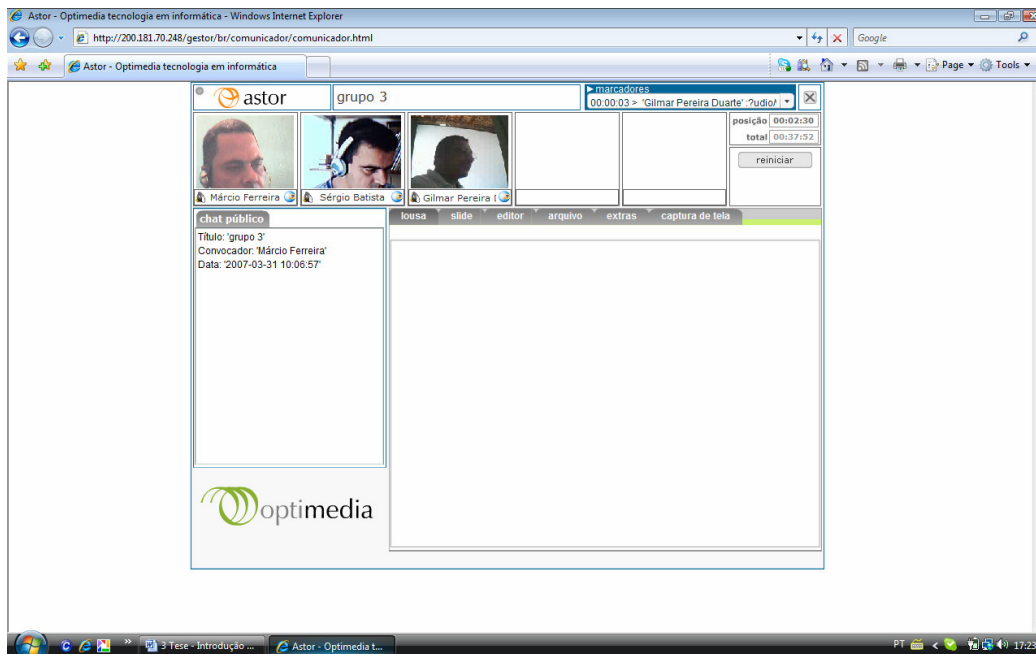 Astor - Optimedia tecnologia em informática - Windows Internet Explorer
http://200.181.70.248/gestor/br/comunicador/comunicador.html
Google
Astor - Optimedia tecnologia em informática
Page Tools
astor
grupo 3
marcadores
00:00:03 > 'Gilmar Pereira Duarte':?udio/
posição 00:02:30
total 00:37:52
reiniciar
Márcio Ferreira
Sérgio Batista
Gilmar Pereira
chat público
lousa slide editor arquivo extras captura de tela
Título: 'grupo 3'
Convocador: 'Márcio Ferreira'
Data: '2007-03-31 10:06:57'
optimedia
3 Tese - Introdução ...
Astor - Optimedia t...
PT
17:23